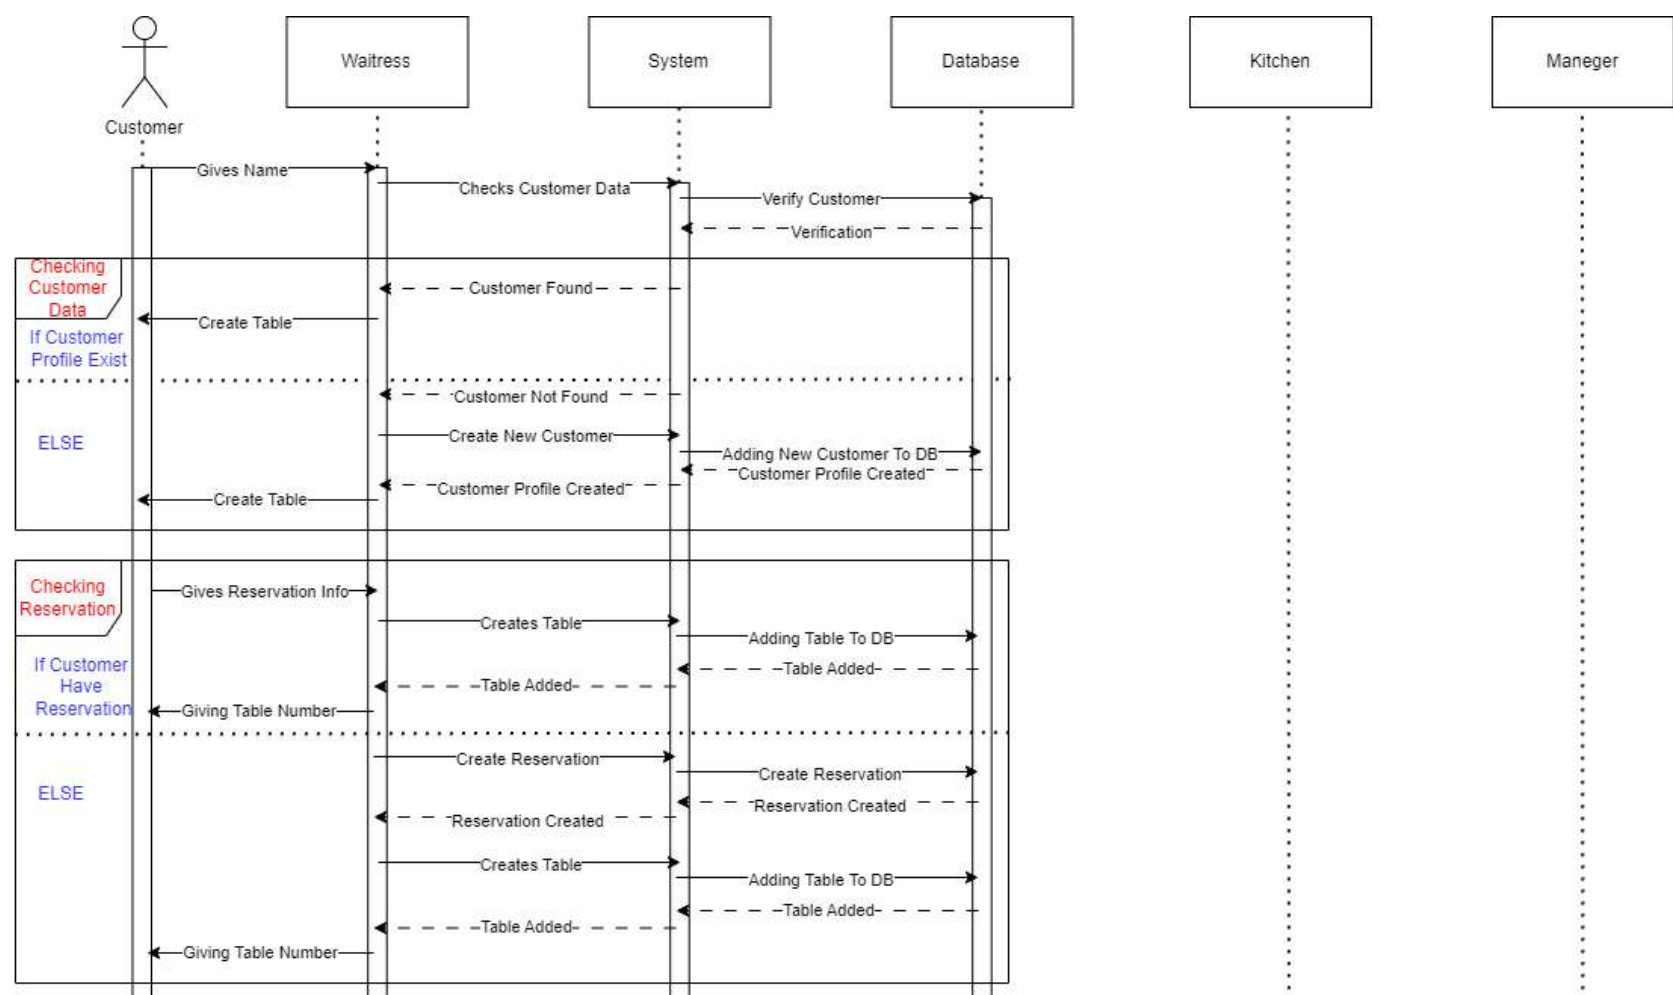 Waitress
System
Database
Kitchen
Maneger
Customer
Gives Name
Checks Customer Data
Verify Customer
Verification
Checking
Customer
Data
Customer Found
Create Table
If Customer
Profile Exist
Customer Not Found
ELSE
Create New Customer
Adding New Customer To DB
Customer Profile Created
Customer Profile Created
Create Table
Checking
Reservation
Gives Reservation Info
Creates Table
Adding Table To DB
If Customer
Have
Reservation
Table Added
Table Added
Giving Table Number
Create Reservation
Create Reservation
ELSE
Reservation Created
Reservation Created
Creates Table
Adding Table To DB
Table Added
Table Added
Giving Table Number